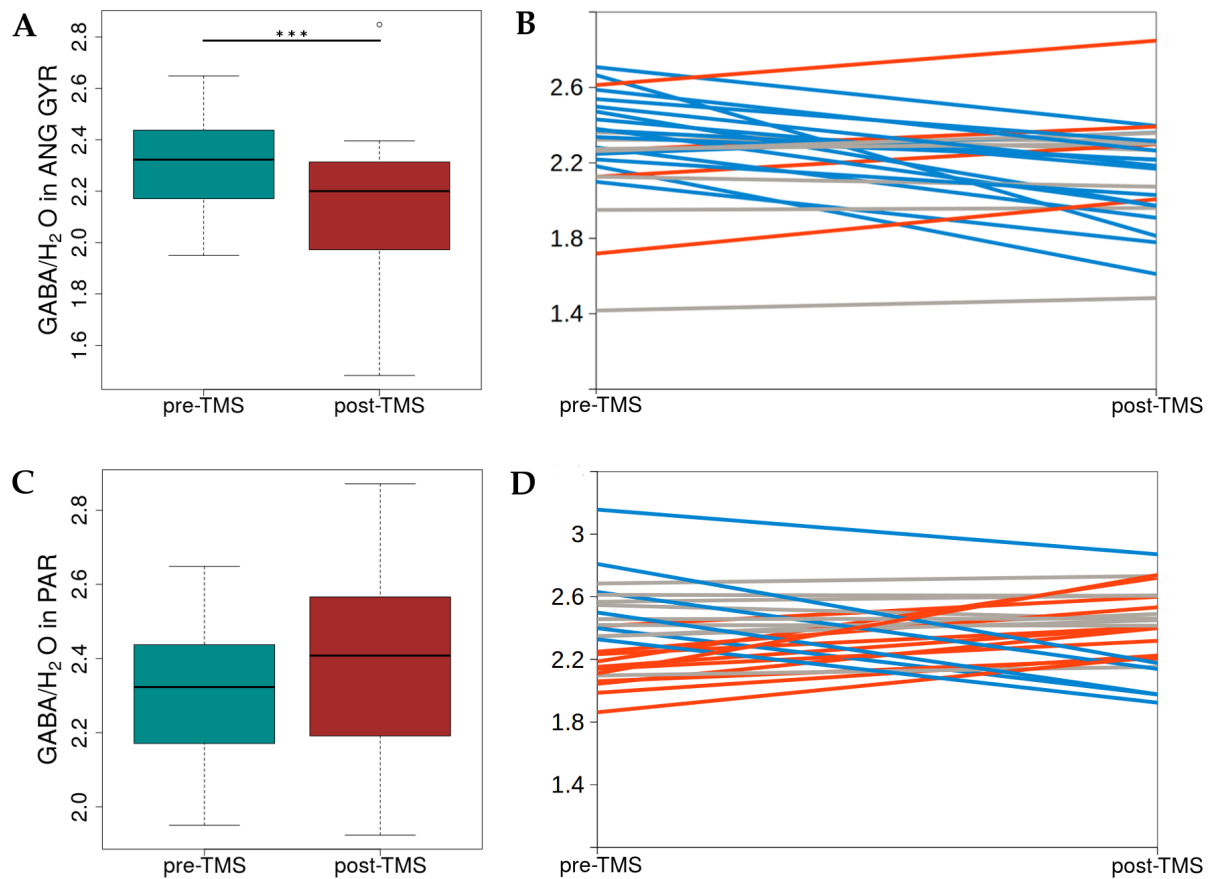 A
GABA/H₂ O in ANG GYR
2.8
2.6
2.4
2.2
2.0
1.8
1.6
***
pre-TMS
post-TMS
B
2.6
2.2
1.8
1.4
pre-TMS
post-TMS
C
GABA/H₂ O in PAR
2.8
2.6
2.4
2.2
2.0
pre-TMS
post-TMS
D
3
2.6
2.2
1.8
1.4
pre-TMS
post-TMS